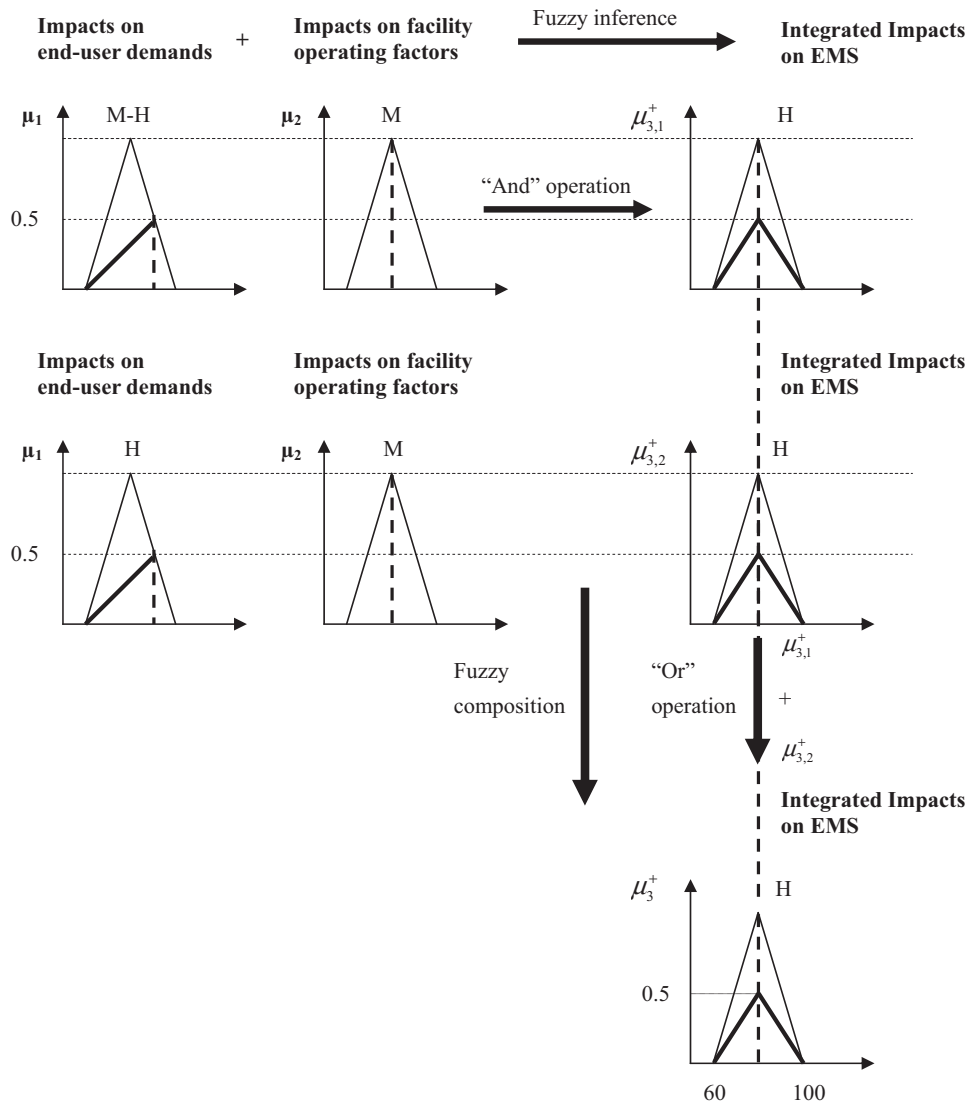 Fuzzy inference
Impacts on
end-user demands
+
Impacts on facility
operating factors
Integrated Impacts
on EMS
μ₁
M-H
μ₂
M
μ⁺₃,₁
H
“And” operation
0.5
Impacts on
end-user demands
Impacts on facility
operating factors
Integrated Impacts
on EMS
μ₁
H
μ₂
M
μ⁺₃,₂
H
0.5
Fuzzy
composition
“Or”
operation
μ⁺₃,₁
+
μ⁺₃,₂
Integrated Impacts
on EMS
μ⁺₃
H
0.5
60 100